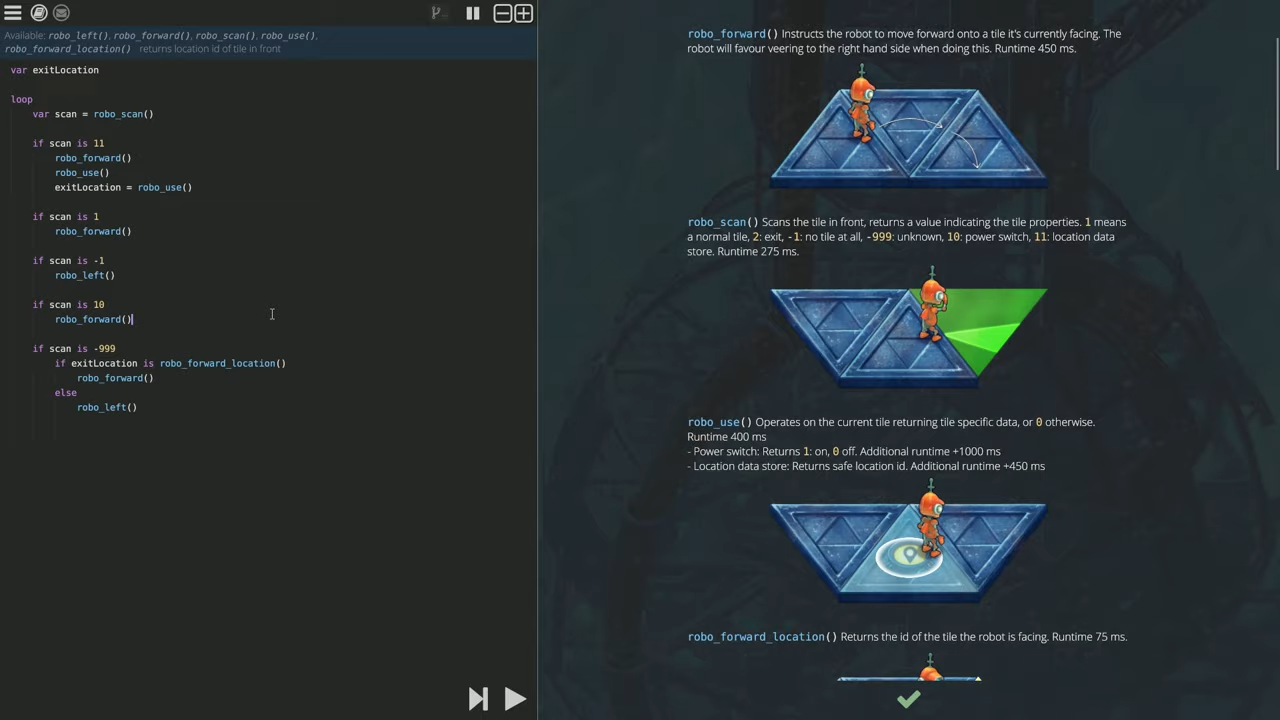 Available: robo_left(), robo_forward(), robo_scan(), robo_use(),
robo_forward_location() returns location id of tile in front
var exitLocation
loop
var scan = robo_scan()
if scan is 11
robo_forward()
robo_use()
exitLocation = robo_use()
if scan is 1
robo_forward()
if scan is -1
robo_left()
if scan is 10
robo_forward()
if scan is -999
if exitLocation is robo_forward_location()
robo_forward()
else
robo_left()
robo_forward() Instructs the robot to move forward onto a tile it's currently facing. The
robot will favour veering to the right hand side when doing this. Runtime 450 ms.
robo_scan() Scans the tile in front, returns a value indicating the tile properties. 1 means
a normal tile, 2: exit, -1: no tile at all, -999: unknown, 10: power switch, 11: location data
store. Runtime 275 ms.
robo_use() Operates on the current tile returning tile specific data, or 0 otherwise.
Runtime 400 ms
- Power switch: Returns 1: on, 0 off. Additional runtime +1000 ms
- Location data store: Returns safe location id. Additional runtime +450 ms
robo_forward_location() Returns the id of the tile the robot is facing. Runtime 75 ms.